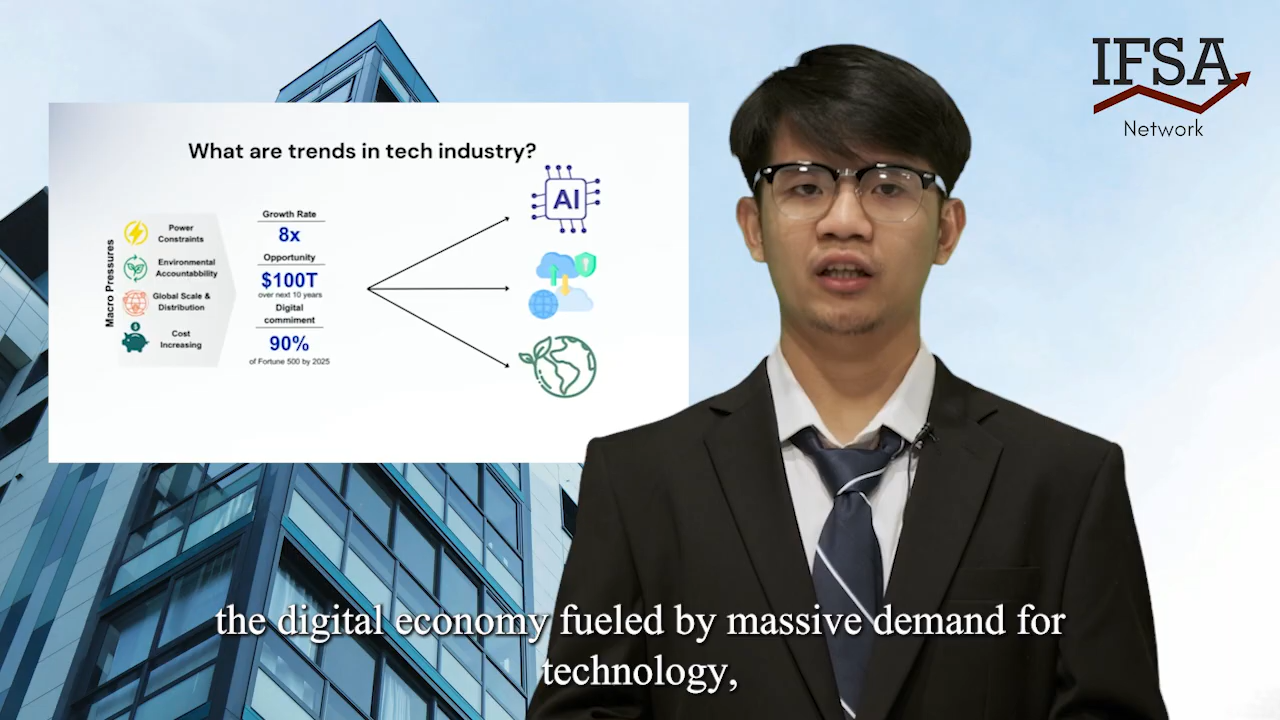 IFSA
Network
What are trends in tech industry?
Macro Pressures
Power
Constraints
Environmental
Accountabbility
Global Scale &
Distribution
Cost
Increasing
Growth Rate
8x
Opportunity
$100T
over next 10 years
Digital
commiment
90%
of Fortune 500 by 2025
AI
the digital economy fueled by massive demand for
technology,